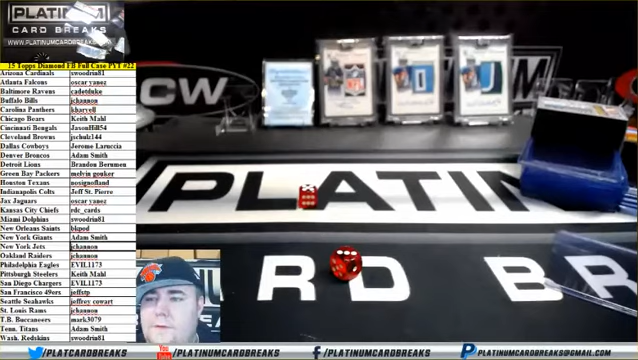 PLATINUM
CARD BREAKS
WWW.PLATINUMCARDBREAKS.COM
15 Topps Diamond FB Full Case PYT #22
Arizona Cardinals swoodrin81
Atlanta Falcons oscar yanez
Baltimore Ravens cadetduke
Buffalo Bills jchannon
Carolina Panthers kharvell
Chicago Bears Keith Mahl
Cincinnati Bengals JasonHill54
Cleveland Browns jschulz144
Dallas Cowboys Jerome Laruccia
Denver Broncos Adam Smith
Detroit Lions Brandon Bernmen
Green Bay Packers melvin gouker
Houston Texans nosignofland
Indianapolis Colts Jeff St. Pierre
Jax Jaguars oscar yanez
Kansas City Chiefs rdc_cards
Miami Dolphins swoodrin81
New Orleans Saints bkpod
New York Giants Adam Smith
New York Jets jchannon
Oakland Raiders jchannon
Philadelphia Eagles EVIL1173
Pittsburgh Steelers Keith Mahl
San Diego Chargers EVIL1173
San Francisco 49ers jeffstp
Seattle Seahawks jeffrey cowart
St. Louis Rams jchannon
T.B. Buccaneers mark3079
Tenn. Titans Adam Smith
Wash. Redskins swoodrin81
CW
PLATIN
RD BR
/PLATCARDBREAKS
/PLATINUMCARDBREAKS
/PLATINUMCARDBREAKS
PLATINUMCARDBREAKS@GMAIL.COM